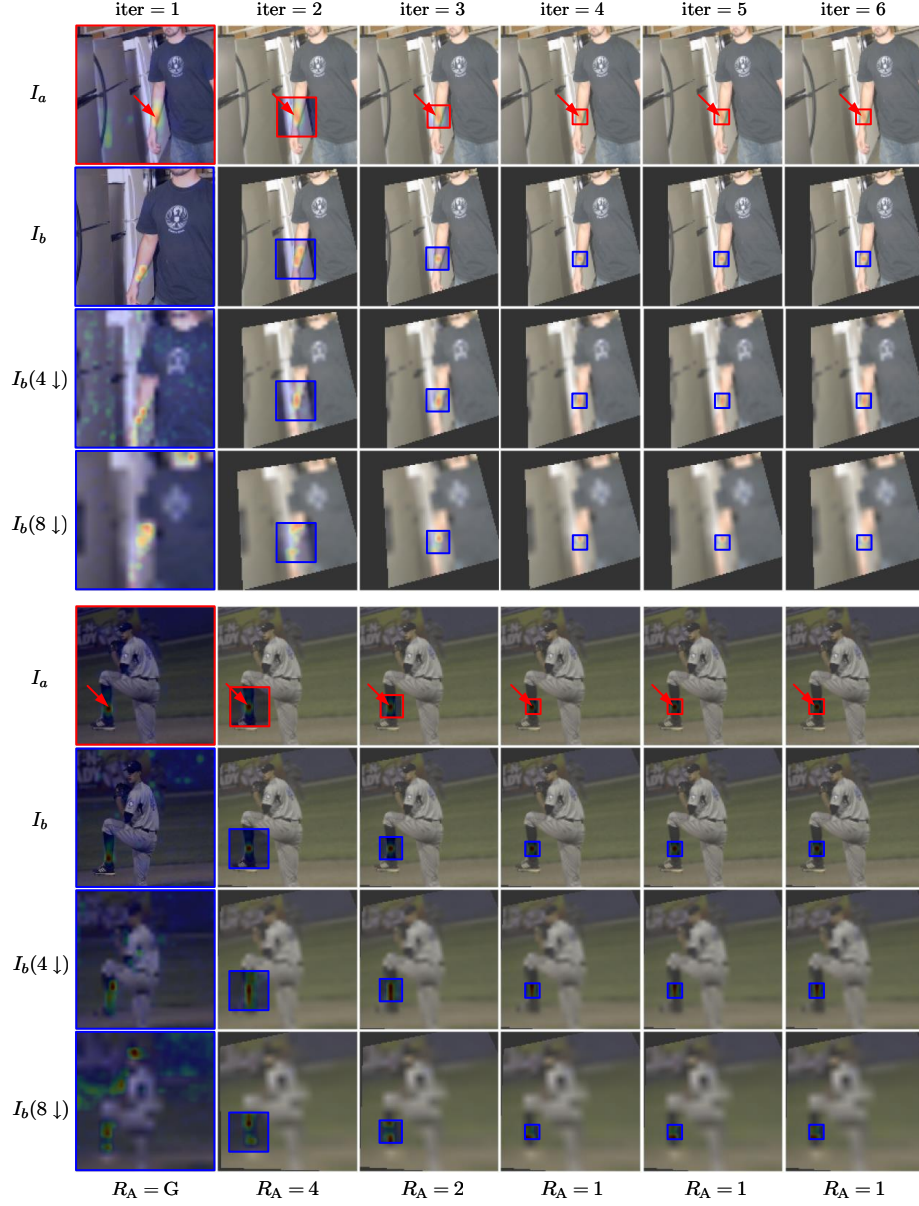 iter = 1 iter = 2 iter = 3 iter = 4 iter = 5 iter = 6
I_a
I_b
I_b(4 ↓)
I_b(8 ↓)
I_a
I_b
I_b(4 ↓)
I_b(8 ↓)
R_A = G R_A = 4 R_A = 2 R_A = 1 R_A = 1 R_A = 1